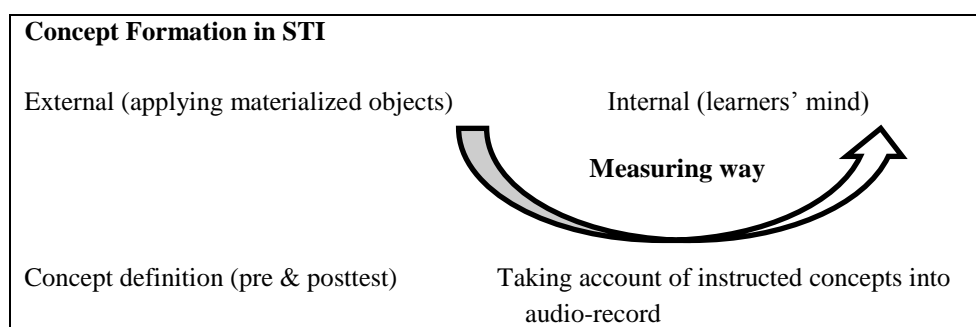 Concept Formation in STI
External (applying materialized objects) Internal (learners’ mind)
Measuring way
Concept definition (pre & posttest) Taking account of instructed concepts into
audio-record